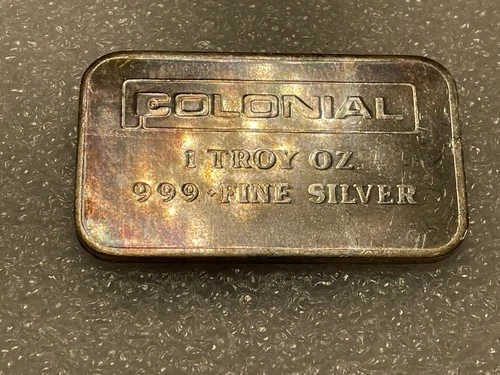 COLONIAL
1 TROY OZ.
999·FINE SILVER